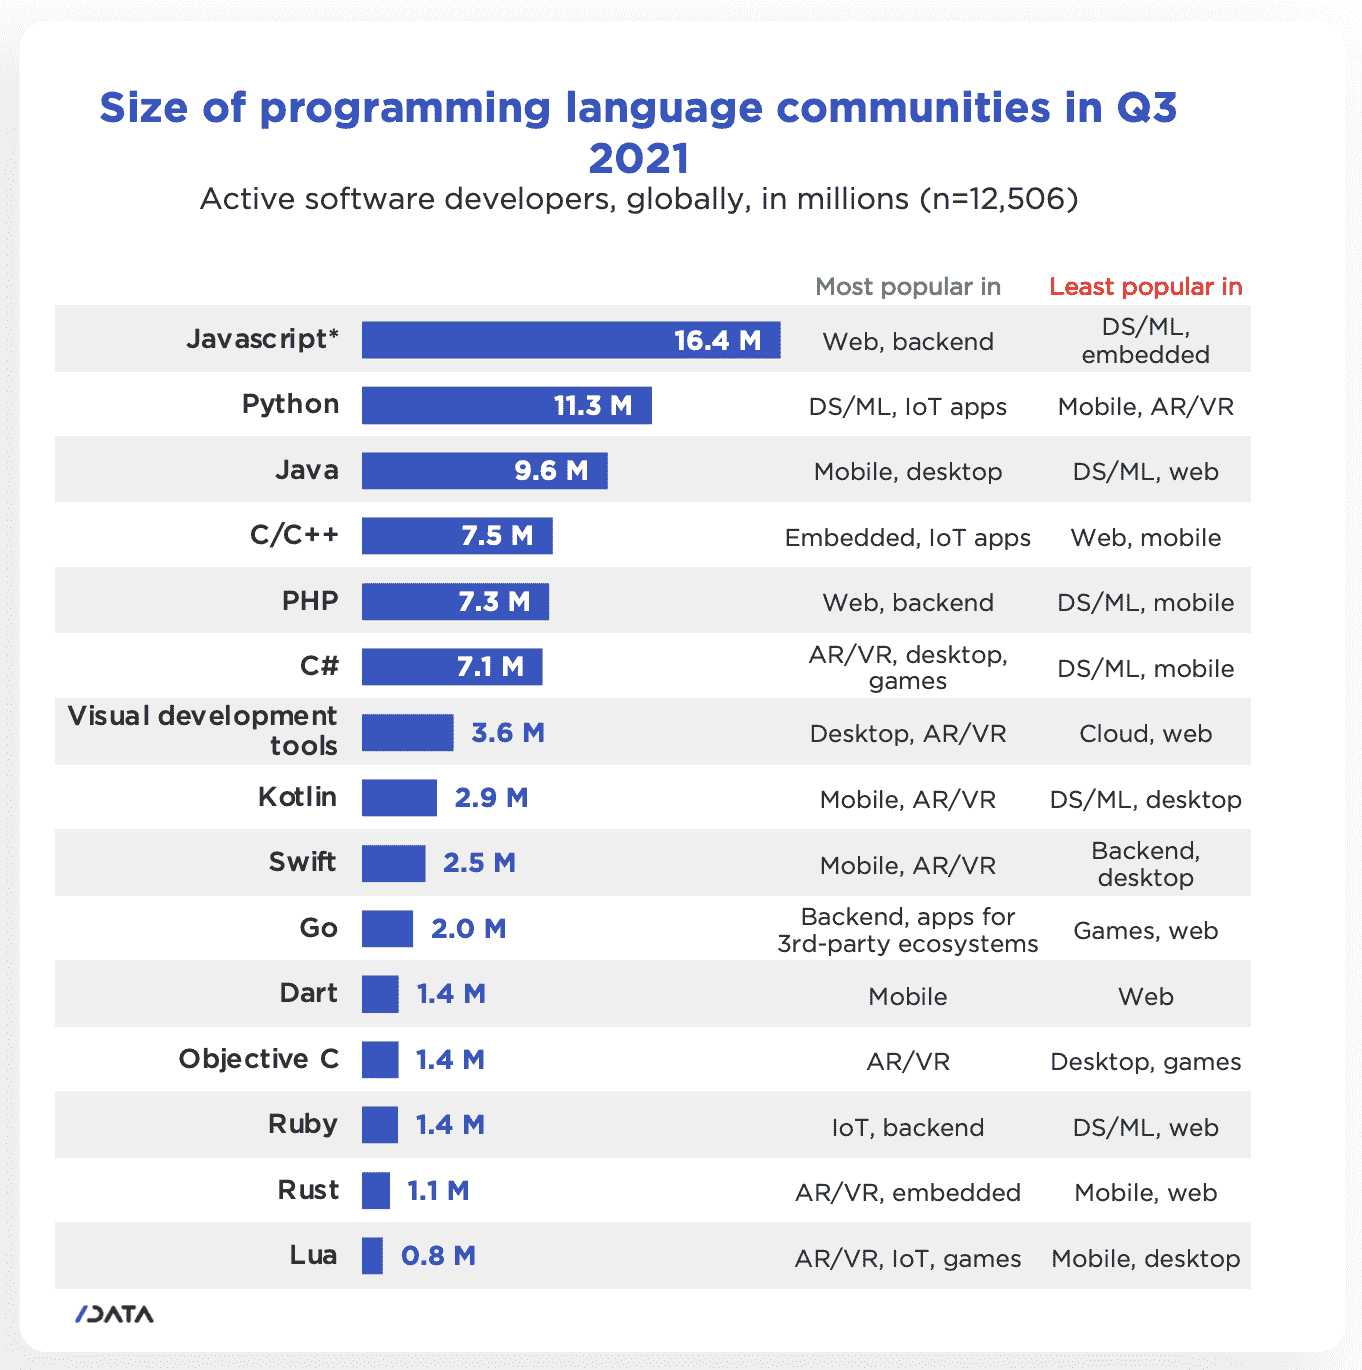 Size of programming language communities in Q3
2021
Active software developers, globally, in millions (n=12,506)
Most popular in Least popular in
Javascript* 16.4 M Web, backend DS/ML,
embedded
Python 11.3 M DS/ML, IoT apps Mobile, AR/VR
Java 9.6 M Mobile, desktop DS/ML, web
C/C++ 7.5 M Embedded, IoT apps Web, mobile
PHP 7.3 M Web, backend DS/ML, mobile
C# 7.1 M AR/VR, desktop,
games DS/ML, mobile
Visual development
tools 3.6 M Desktop, AR/VR Cloud, web
Kotlin 2.9 M Mobile, AR/VR DS/ML, desktop
Swift 2.5 M Mobile, AR/VR Backend,
desktop
Go 2.0 M Backend, apps for
3rd-party ecosystems Games, web
Dart 1.4 M Mobile Web
Objective C 1.4 M AR/VR Desktop, games
Ruby 1.4 M IoT, backend DS/ML, web
Rust 1.1 M AR/VR, embedded Mobile, web
Lua 0.8 M AR/VR, IoT, games Mobile, desktop
/DATA